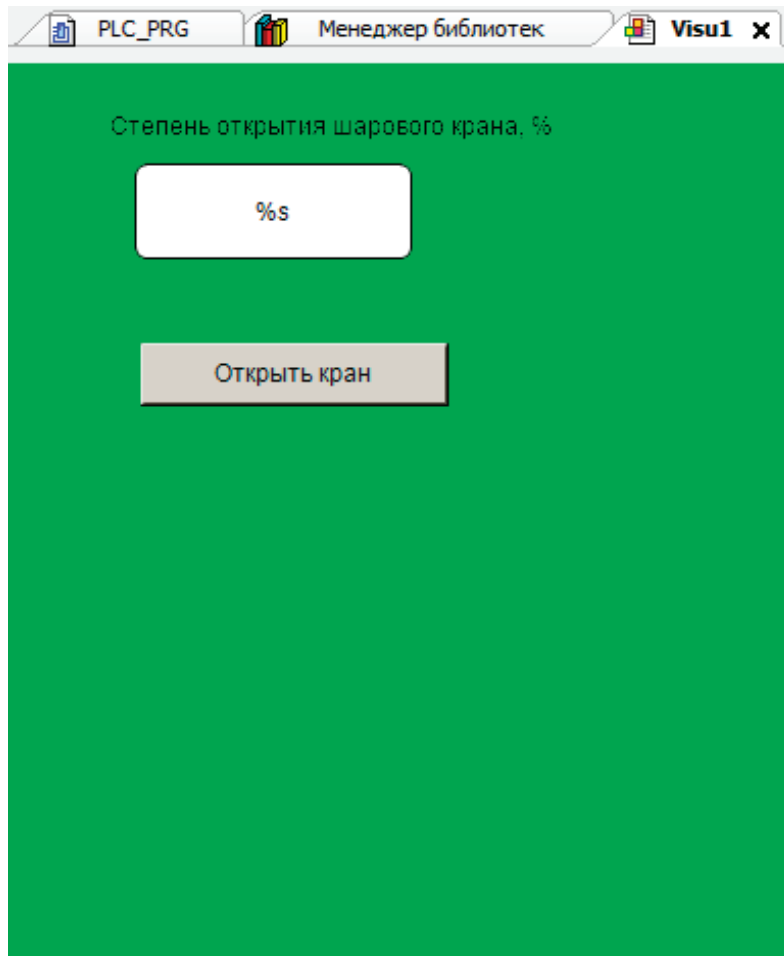 PLC_PRG Менеджер библиотек Visu1
Степень открытия шарового крана, %
%s
Открыть кран